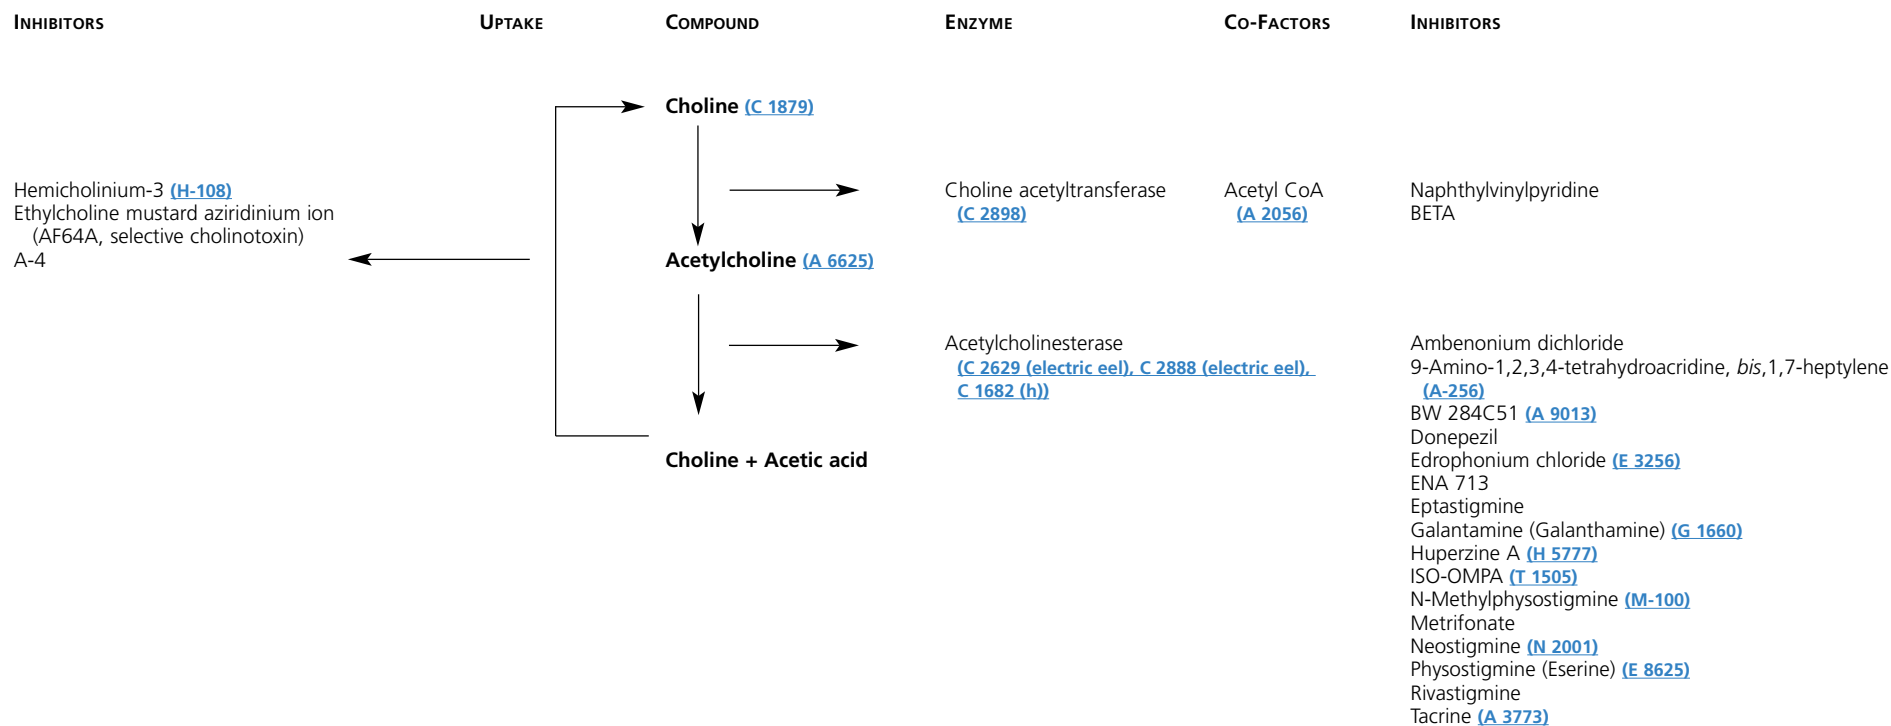 INHIBITORS UPTAKE COMPOUND ENZYME CO-FACTORS INHIBITORS
Choline (C 1879)
Hemicholinium-3 (H-108) Choline acetyltransferase Acetyl CoA Naphthylvinylpyridine
Ethylcholine mustard aziridinium ion (C 2898) (A 2056) BETA
(AF64A, selective cholinotoxin)
A-4 Acetylcholine (A 6625)
Acetylcholinesterase Ambenonium dichloride
(C 2629 (electric eel), C 2888 (electric eel), 9-Amino-1,2,3,4-tetrahydroacridine, bis,1,7-heptylene
C 1682 (h)) (A-256)
BW 284C51 (A 9013)
Donepezil
Choline + Acetic acid Edrophonium chloride (E 3256)
ENA 713
Eptastigmine
Galantamine (Galanthamine) (G 1660)
Huperzine A (H 5777)
ISO-OMPA (T 1505)
N-Methylphysostigmine (M-100)
Metrifonate
Neostigmine (N 2001)
Physostigmine (Eserine) (E 8625)
Rivastigmine
Tacrine (A 3773)